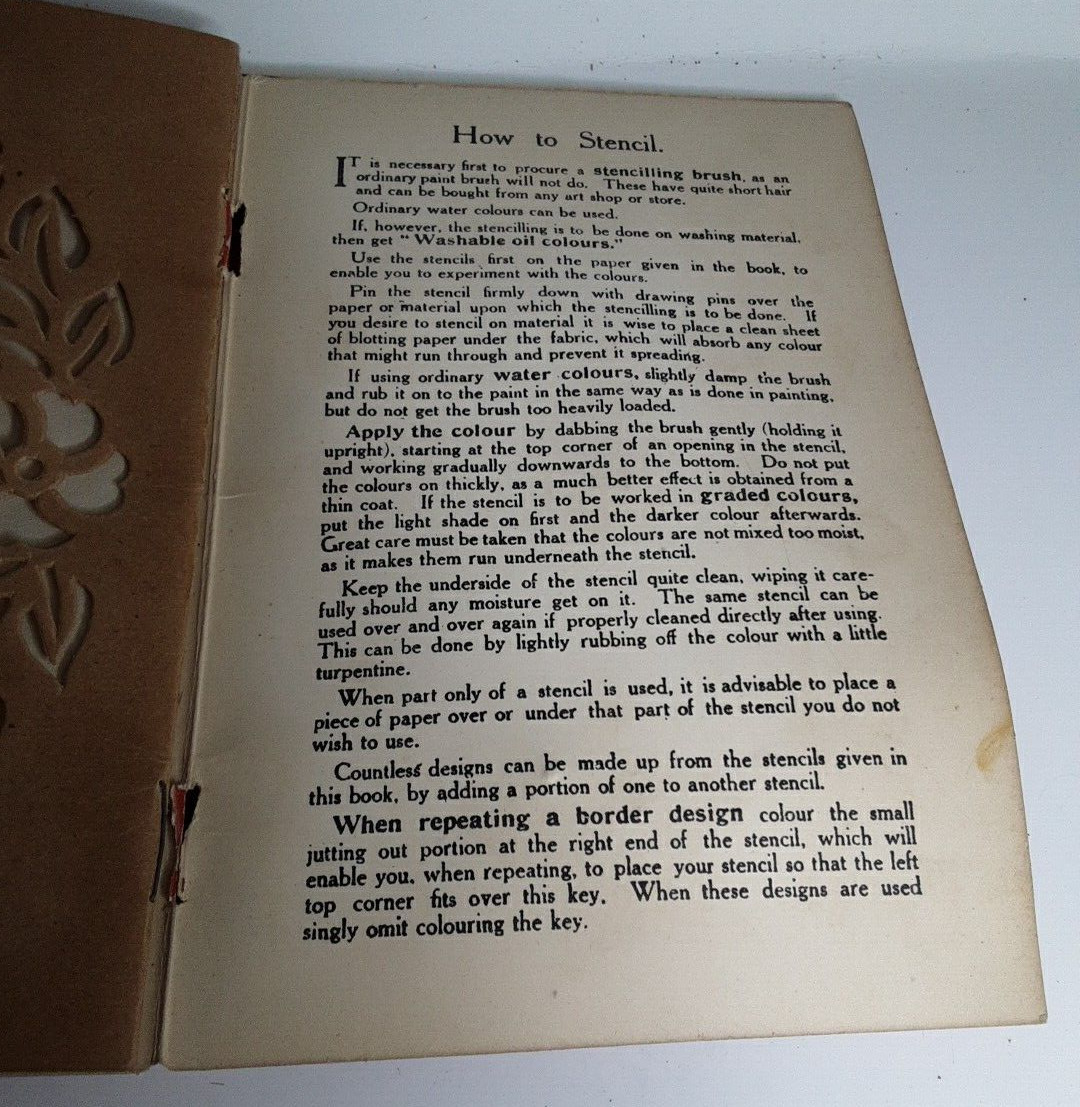 How to Stencil.
IT is necessary first to procure a stencilling brush, as an
ordinary paint brush will not do. These have quite short hair
and can be bought from any art shop or store.
Ordinary water colours can be used.
If, however, the stencilling is to be done on washing material,
then get "Washable oil colours."
Use the stencils first on the paper given in the book, to
enable you to experiment with the colours.
Pin the stencil firmly down with drawing pins over the
paper or material upon which the stencilling is to be done. If
you desire to stencil on material it is wise to place a clean sheet
of blotting paper under the fabric, which will absorb any colour
that might run through and prevent it spreading.
If using ordinary water colours, slightly damp the brush
and rub it on to the paint in the same way as is done in painting,
but do not get the brush too heavily loaded.
Apply the colour by dabbing the brush gently (holding it
upright), starting at the top corner of an opening in the stencil,
and working gradually downwards to the bottom. Do not put
the colours on thickly, as a much better effect is obtained from a
thin coat. If the stencil is to be worked in graded colours,
put the light shade on first and the darker colour afterwards.
Great care must be taken that the colours are not mixed too moist,
as it makes them run underneath the stencil.
Keep the underside of the stencil quite clean, wiping it care-
fully should any moisture get on it. The same stencil can be
used over and over again if properly cleaned directly after using.
This can be done by lightly rubbing off the colour with a little
turpentine.
When part only of a stencil is used, it is advisable to place a
piece of paper over or under that part of the stencil you do not
wish to use.
Countless designs can be made up from the stencils given in
this book, by adding a portion of one to another stencil.
When repeating a border design colour the small
jutting out portion at the right end of the stencil, which will
enable you, when repeating, to place your stencil so that the left
top corner fits over this key. When these designs are used
singly omit colouring the key.